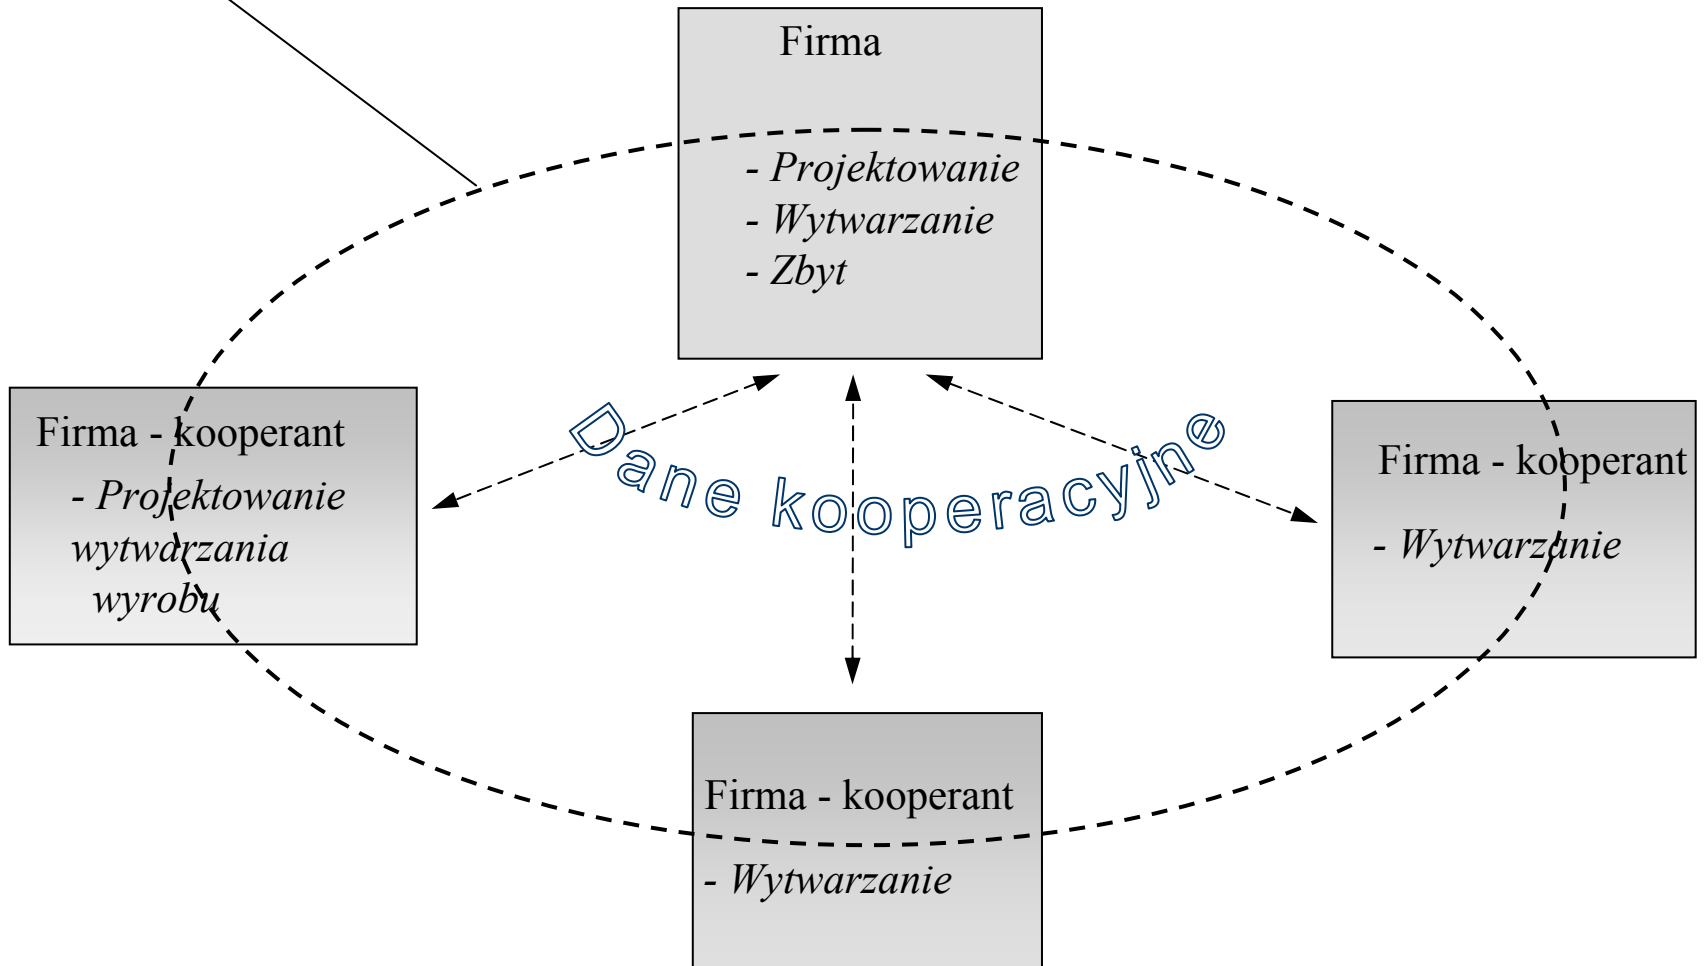 Firma
- Projektowanie
- Wytwarzanie
- Zbyt
Dane kooperacyjne
Firma - kooperant
- Projektowanie
wytwarzania
wyrobu
Firma - kooperant
- Wytwarzanie
Firma - kooperant
- Wytwarzanie